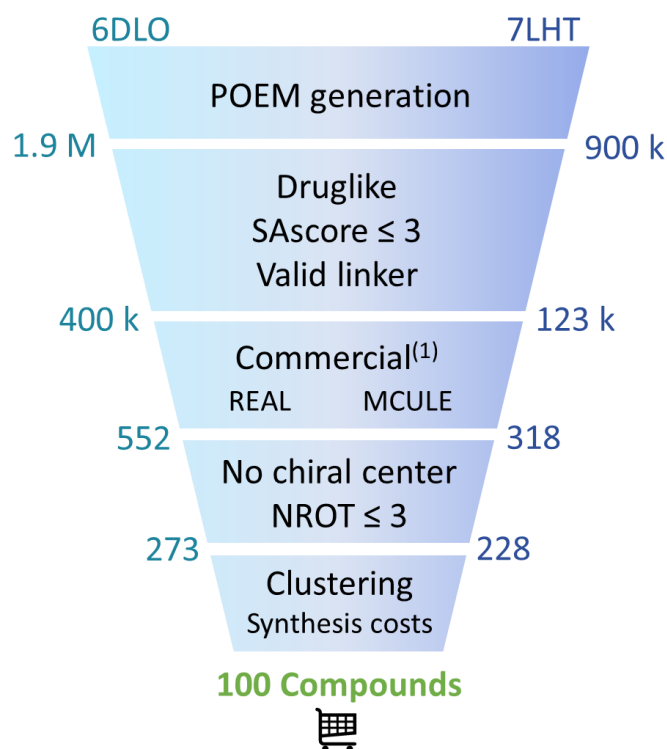 6DLO 7LHT
POEM generation
1.9 M 900 k
Druglike
SAscore ≤ 3
Valid linker
400 k 123 k
Commercial(1)
REAL MCULE
552 318
No chiral center
NROT ≤ 3
273 228
Clustering
Synthesis costs
100 Compounds